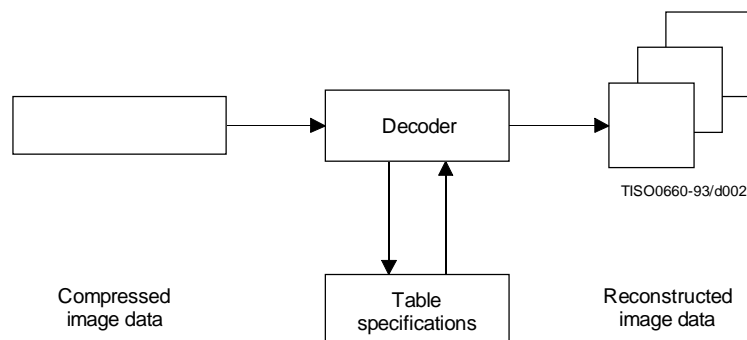 Decoder
TISO0660-93/d002
Compressed
image data
Table
specifications
Reconstructed
image data